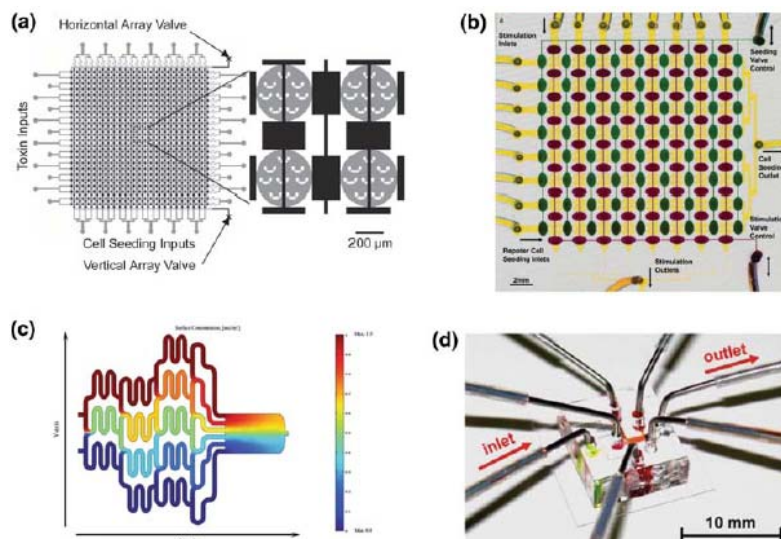 (a)
Horizontal Array Valve
Toxin Inputs
Cell Seeding Inputs
Vertical Array Valve
200 µm
(b)
a
Stimulation
Inlets
Seeding
Valve
Control
Cell
Seeding
Outlet
Stimulation
Valve
Control
Reporter Cell
Seeding Inlets
Stimulation
Outlets
2mm
(c)
(d)
inlet
outlet
10 mm